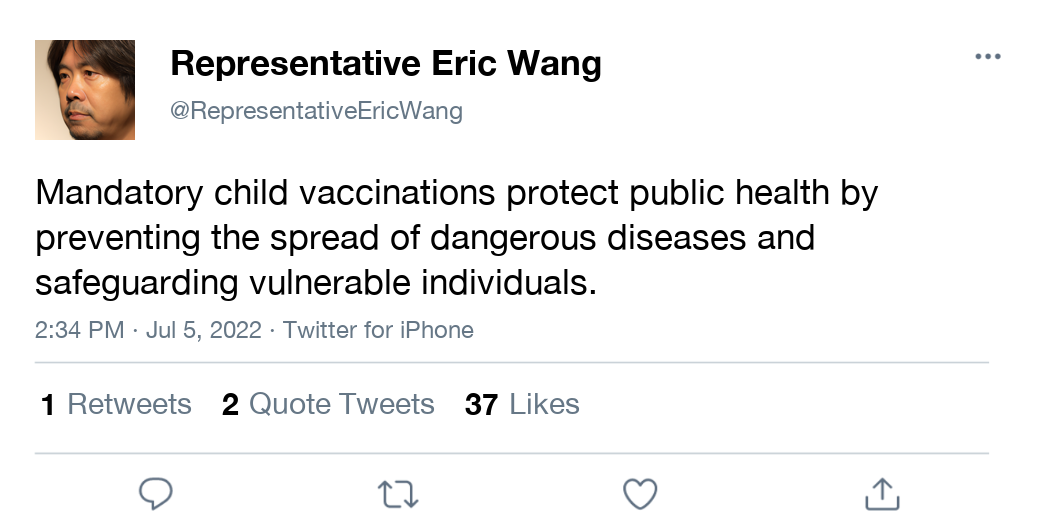 Representative Eric Wang
@RepresentativeEricWang
Mandatory child vaccinations protect public health by
preventing the spread of dangerous diseases and
safeguarding vulnerable individuals.
2:34 PM · Jul 5, 2022 · Twitter for iPhone
1 Retweets 2 Quote Tweets 37 Likes